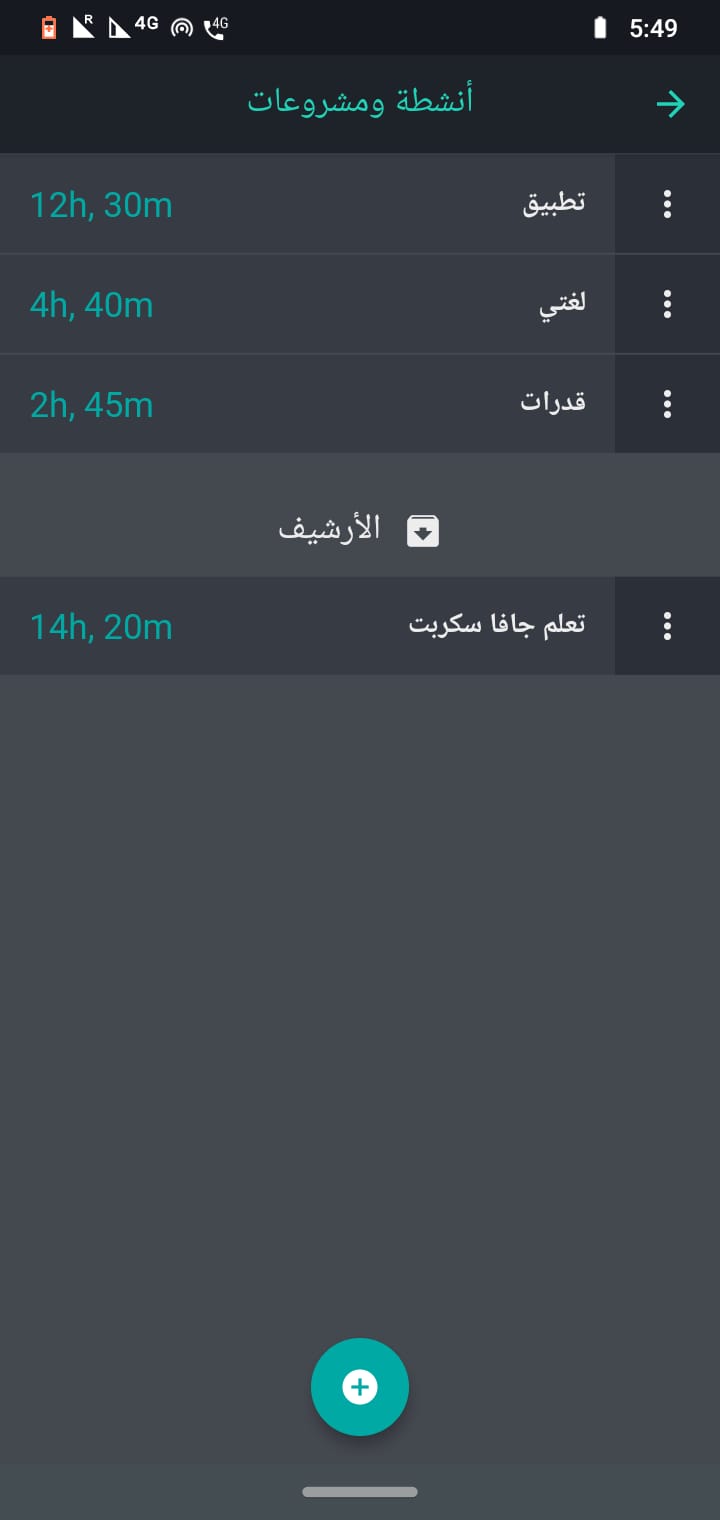 R 4G 4G 5:49
أنشطة ومشروعات
تطبيق 12h, 30m
لغتي 4h, 40m
قدرات 2h, 45m
الأرشيف
تعلم جافا سكربت 14h, 20m